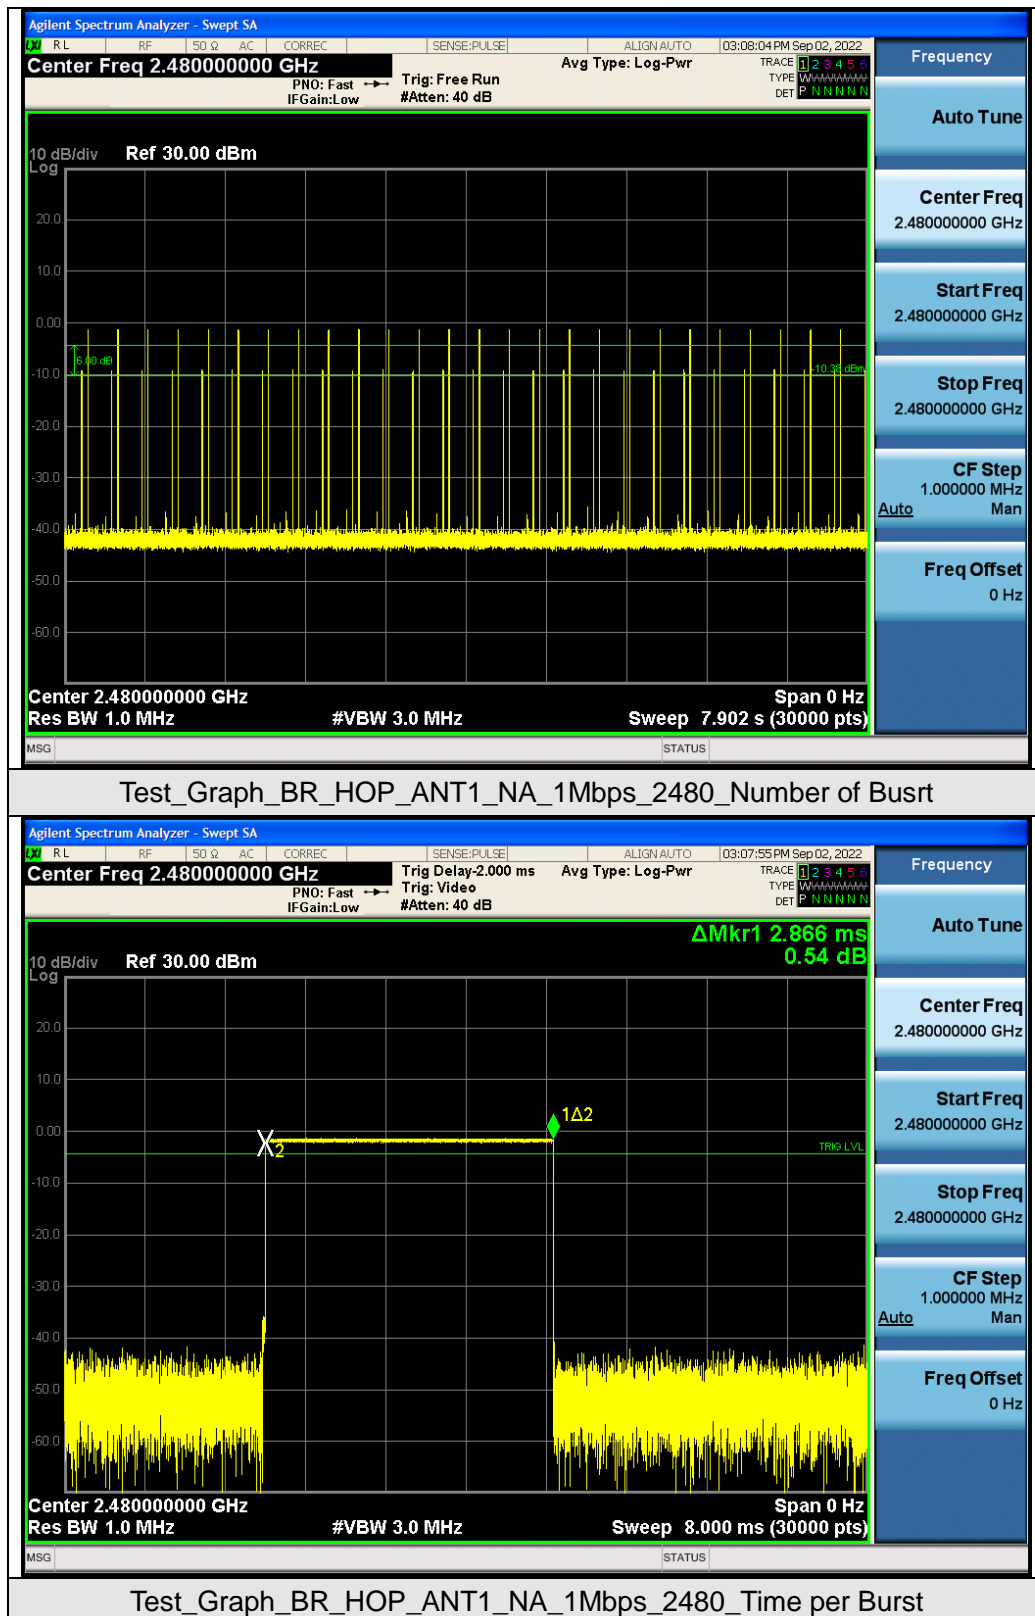 Agilent Spectrum Analyzer - Swept SA
LXI RL RF 50 Ω AC CORREC SENSE:PULSE ALIGN AUTO 03:08:04 PM Sep 02, 2022
Center Freq 2.480000000 GHz Avg Type: Log-Pwr TRACE 1 2 3 4 5 6
PNO: Fast Trig: Free Run TYPE W
IFGain:Low #Atten: 40 dB DET P N N N N N
Frequency
Auto Tune
10 dB/div Ref 30.00 dBm
Log
Center Freq
2.480000000 GHz
20.0
10.0
0.00
-10.0
-20.0
-30.0
-40.0
-50.0
-60.0
6.00 dB
-10.36 dBm
Start Freq
2.480000000 GHz
Stop Freq
2.480000000 GHz
CF Step
1.000000 MHz
Auto Man
Freq Offset
0 Hz
Center 2.480000000 GHz Span 0 Hz
Res BW 1.0 MHz #VBW 3.0 MHz Sweep 7.902 s (30000 pts)
MSG STATUS
Test_Graph_BR_HOP_ANT1_NA_1Mbps_2480_Number of Busrt
Agilent Spectrum Analyzer - Swept SA
LXI RL RF 50 Ω AC CORREC SENSE:PULSE ALIGN AUTO 03:07:55 PM Sep 02, 2022
Center Freq 2.480000000 GHz Trig Delay-2.000 ms Avg Type: Log-Pwr TRACE 1 2 3 4 5 6
PNO: Fast Trig: Video TYPE W
IFGain:Low #Atten: 40 dB DET P N N N N N
Frequency
Auto Tune
ΔMkr1 2.866 ms
0.54 dB
10 dB/div Ref 30.00 dBm
Log
Center Freq
2.480000000 GHz
20.0
10.0
0.00
-10.0
-20.0
-30.0
-40.0
-50.0
-60.0
1Δ2
2
TRIG LVL
Start Freq
2.480000000 GHz
Stop Freq
2.480000000 GHz
CF Step
1.000000 MHz
Auto Man
Freq Offset
0 Hz
Center 2.480000000 GHz Span 0 Hz
Res BW 1.0 MHz #VBW 3.0 MHz Sweep 8.000 ms (30000 pts)
MSG STATUS
Test_Graph_BR_HOP_ANT1_NA_1Mbps_2480_Time per Burst